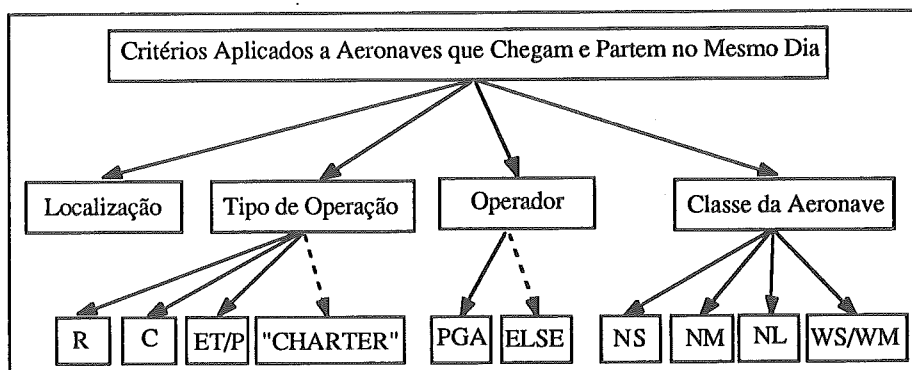 Critérios Aplicados a Aeronaves que Chegam e Partem no Mesmo Dia
Localização
Tipo de Operação
Operador
Classe da Aeronave
R
C
ET/P
"CHARTER"
PGA
ELSE
NS
NM
NL
WS/WM